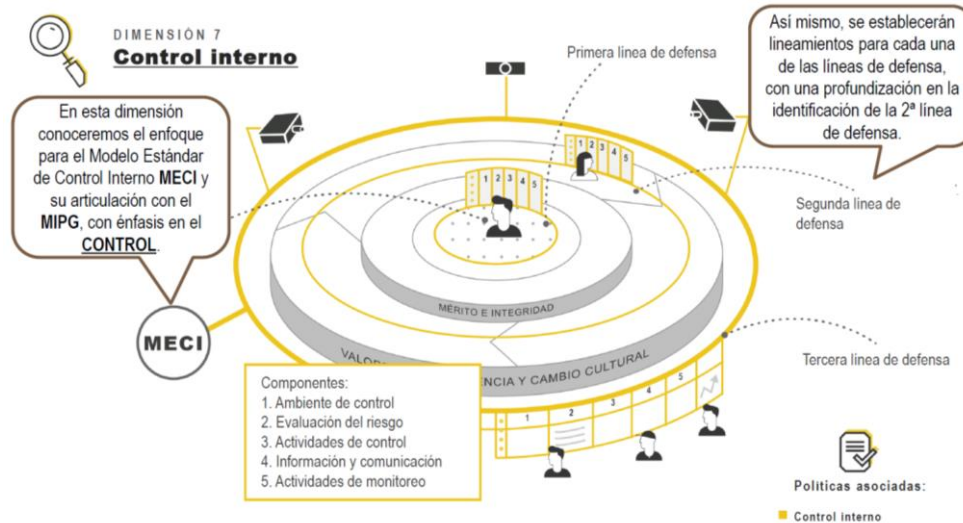 DIMENSIÓN 7
Control interno
En esta dimensión
conoceremos el enfoque
para el Modelo Estándar
de Control Interno MECI y
su articulación con el
MIPG, con énfasis en el
CONTROL.
Primera linea de defensa
Así mismo, se establecerán
lineamientos para cada una
de las líneas de defensa,
con una profundización en la
identificación de la 2ª línea
de defensa.
1 2 3 4 5
1 2 3 4 5
Segunda linea de
defensa
MÉRITO E INTEGRIDAD
MECI
Y CAMBIO CULTURAL
Tercera linea de defensa
Componentes:
1. Ambiente de control
2. Evaluación del riesgo
3. Actividades de control
4. Información y comunicación
5. Actividades de monitoreo
1 2 3 4 5
Políticas asociadas:
Control interno